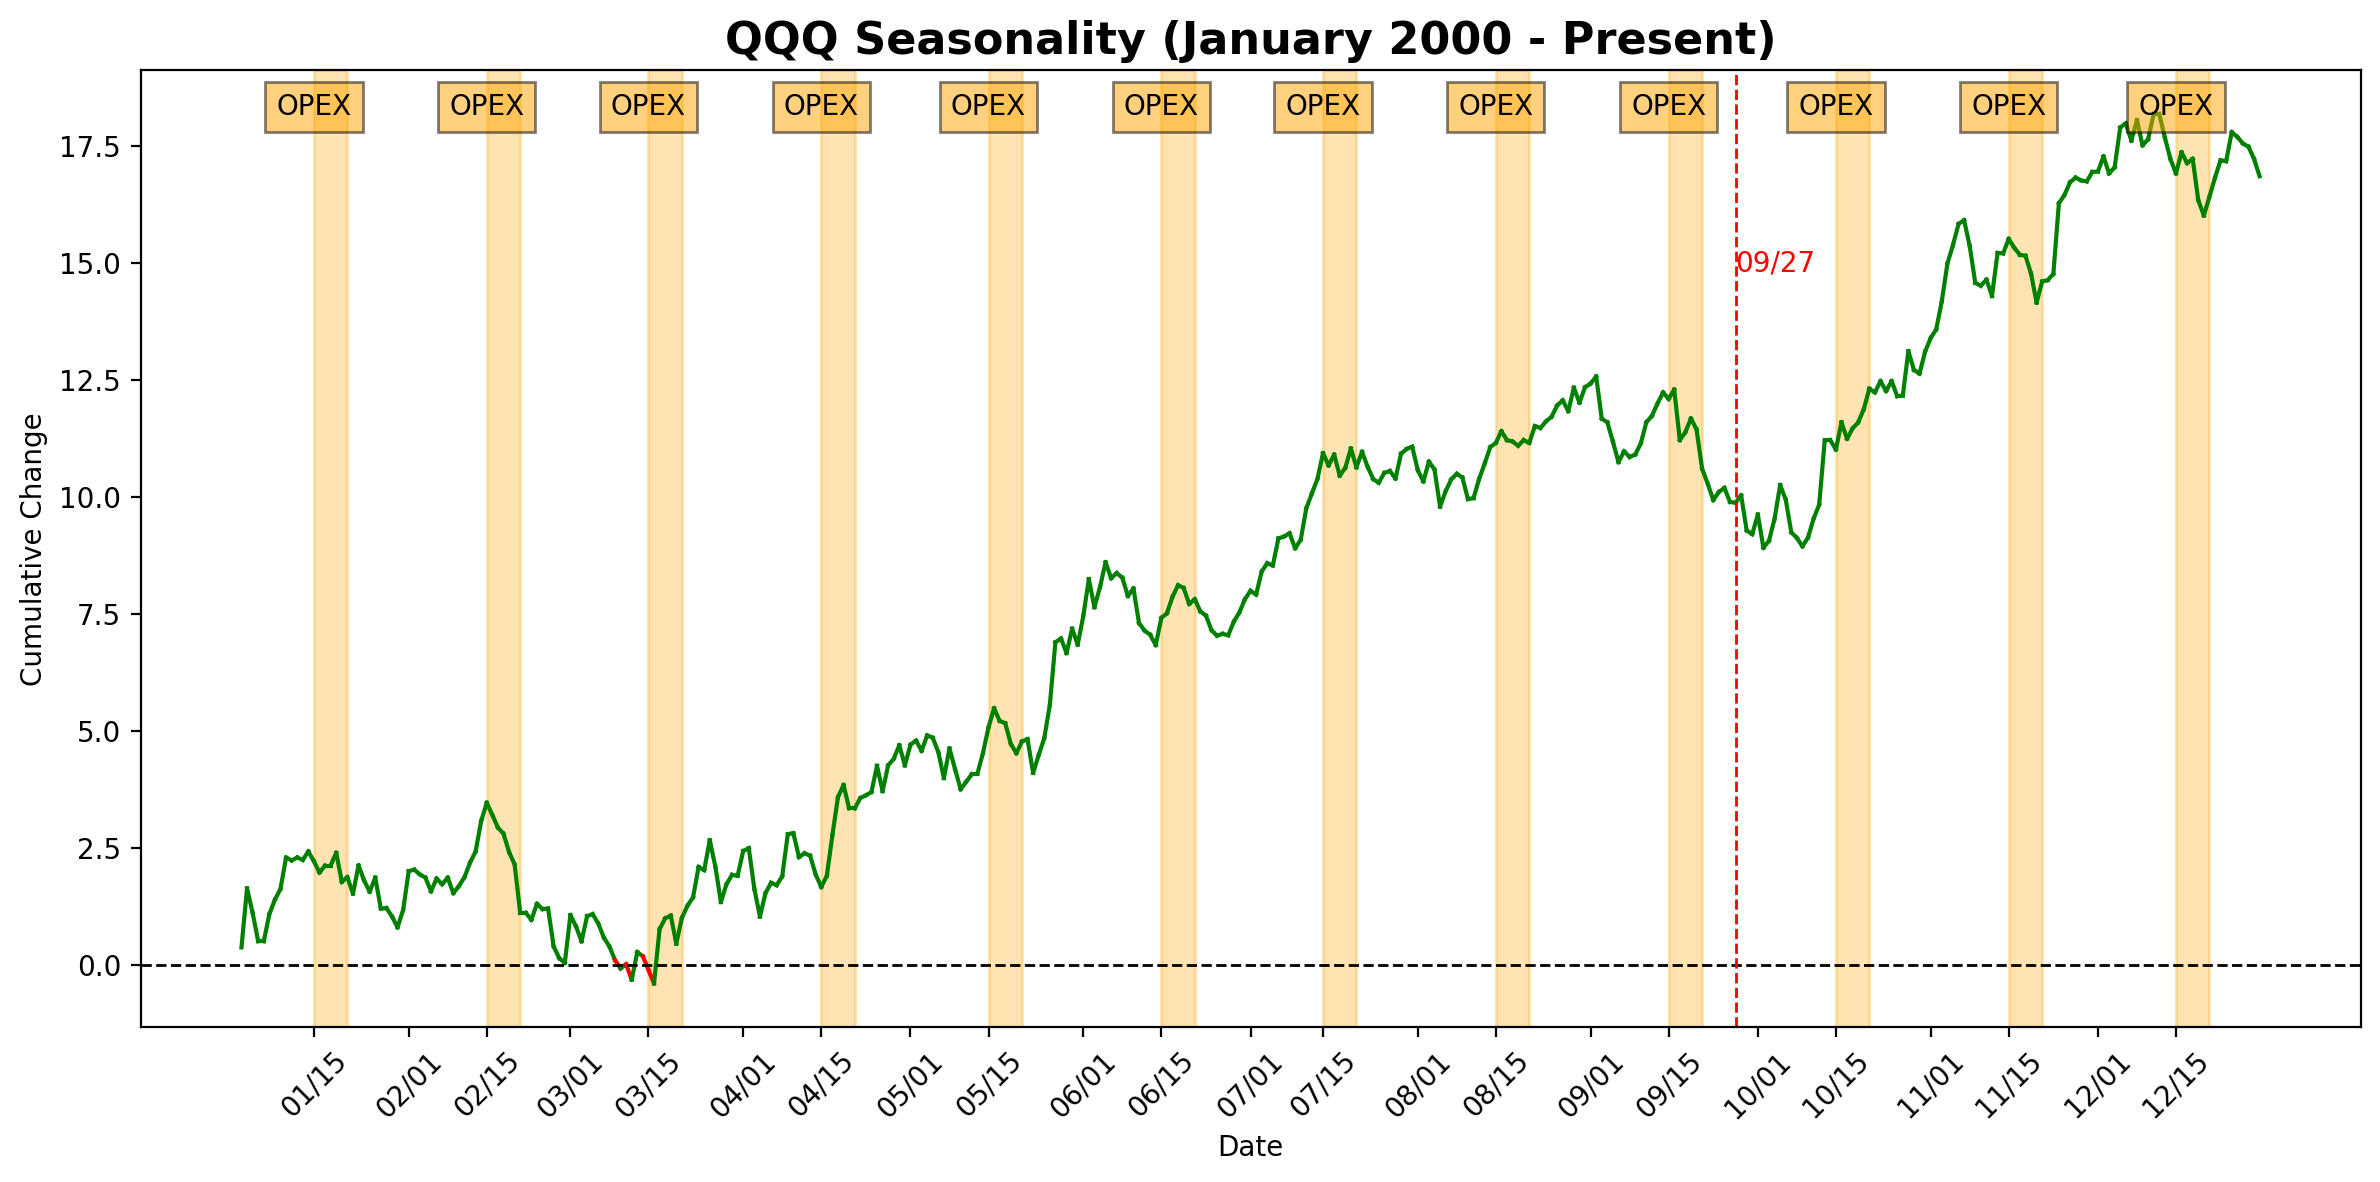 QQQ Seasonality (January 2000 - Present)
OPEX OPEX OPEX OPEX OPEX OPEX OPEX OPEX OPEX OPEX OPEX OPEX
17.5
15.0
12.5
10.0
7.5
5.0
2.5
0.0
Cumulative Change
09/27
01/15 02/01 02/15 03/01 03/15 04/01 04/15 05/01 05/15 06/01 06/15 07/01 07/15 08/01 08/15 09/01 09/15 10/01 10/15 11/01 11/15 12/01 12/15
Date